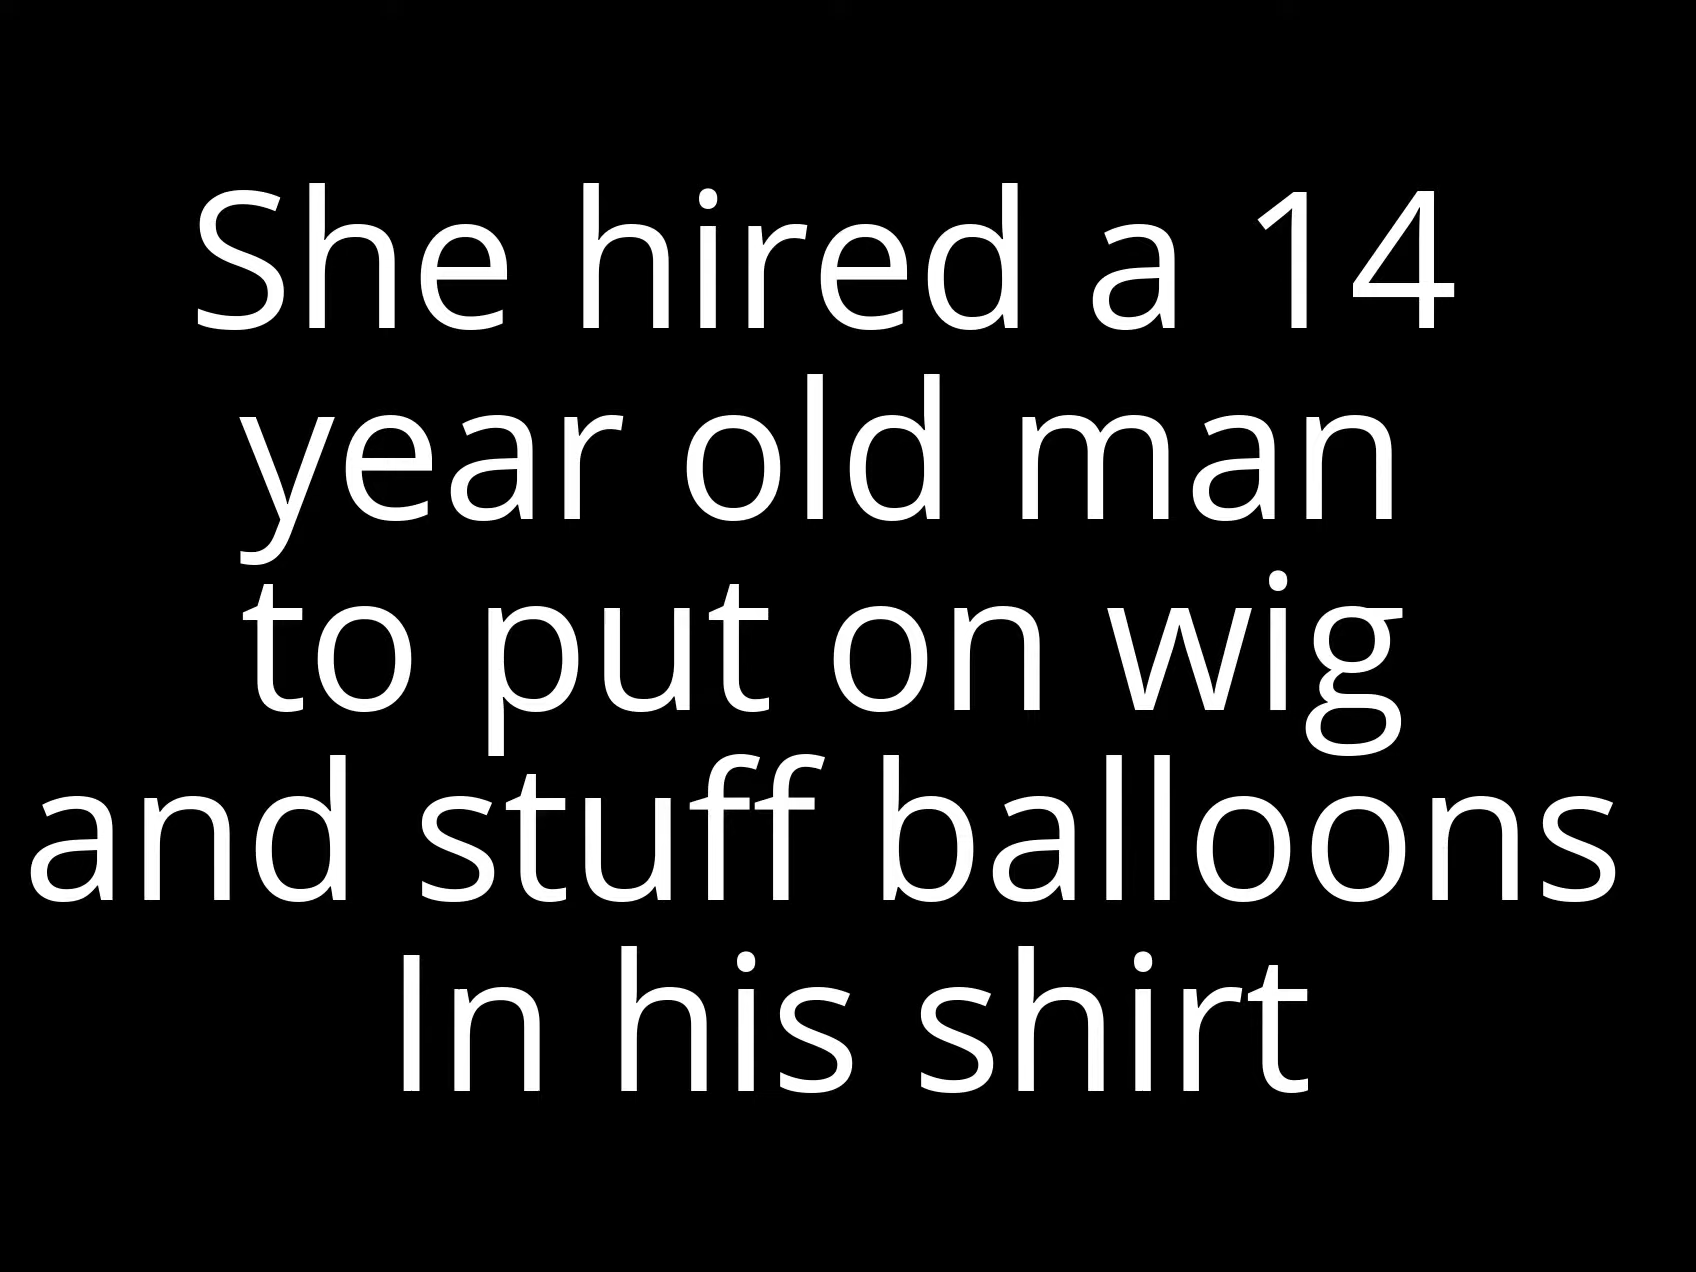 She hired a 14
year old man
to put on wig
and stuff balloons
In his shirt